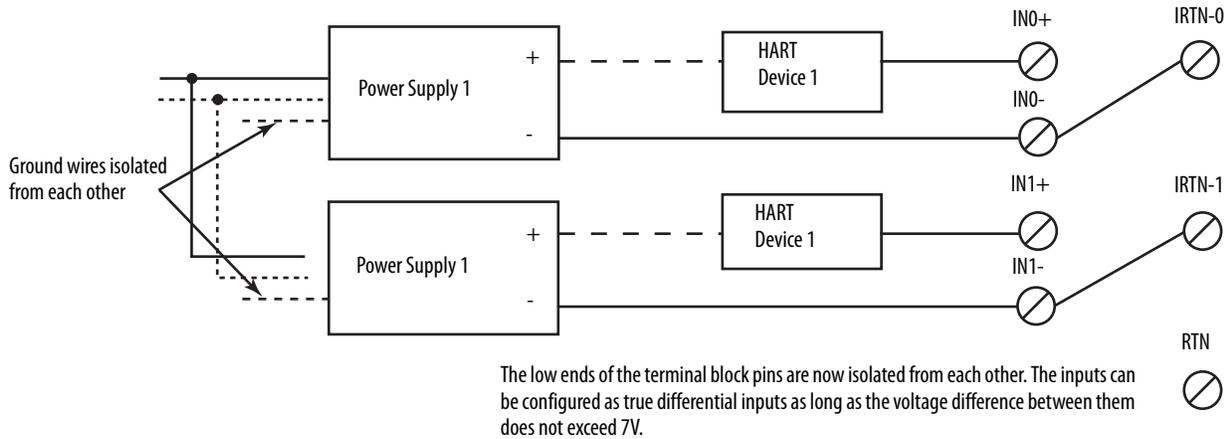 IN0+
IRTN-0
+
HART
Device 1
Power Supply 1
IN0-
-
Ground wires isolated
from each other
IN1+
IRTN-1
+
HART
Device 1
Power Supply 1
IN1-
-
RTN
The low ends of the terminal block pins are now isolated from each other. The inputs can
be configured as true differential inputs as long as the voltage difference between them
does not exceed 7V.